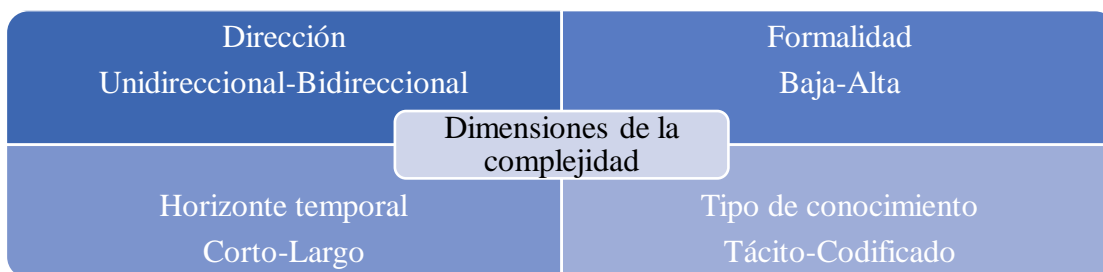 Dirección
Unidireccional-Bidireccional
Formalidad
Baja-Alta
Dimensiones de la
complejidad
Horizonte temporal
Corto-Largo
Tipo de conocimiento
Tácito-Codificado